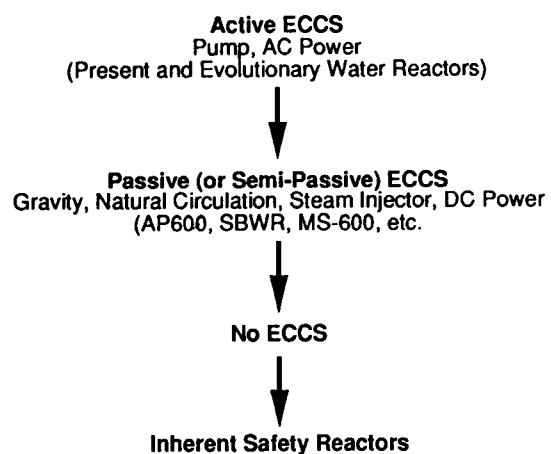 Active ECCS
Pump, AC Power
(Present and Evolutionary Water Reactors)
Passive (or Semi-Passive) ECCS
Gravity, Natural Circulation, Steam Injector, DC Power
(AP600, SBWR, MS-600, etc.
No ECCS
Inherent Safety Reactors